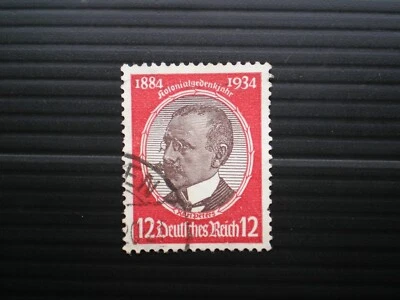 1884 1934
Kolonialgedenkjahr
12 Deutsches Reich 12